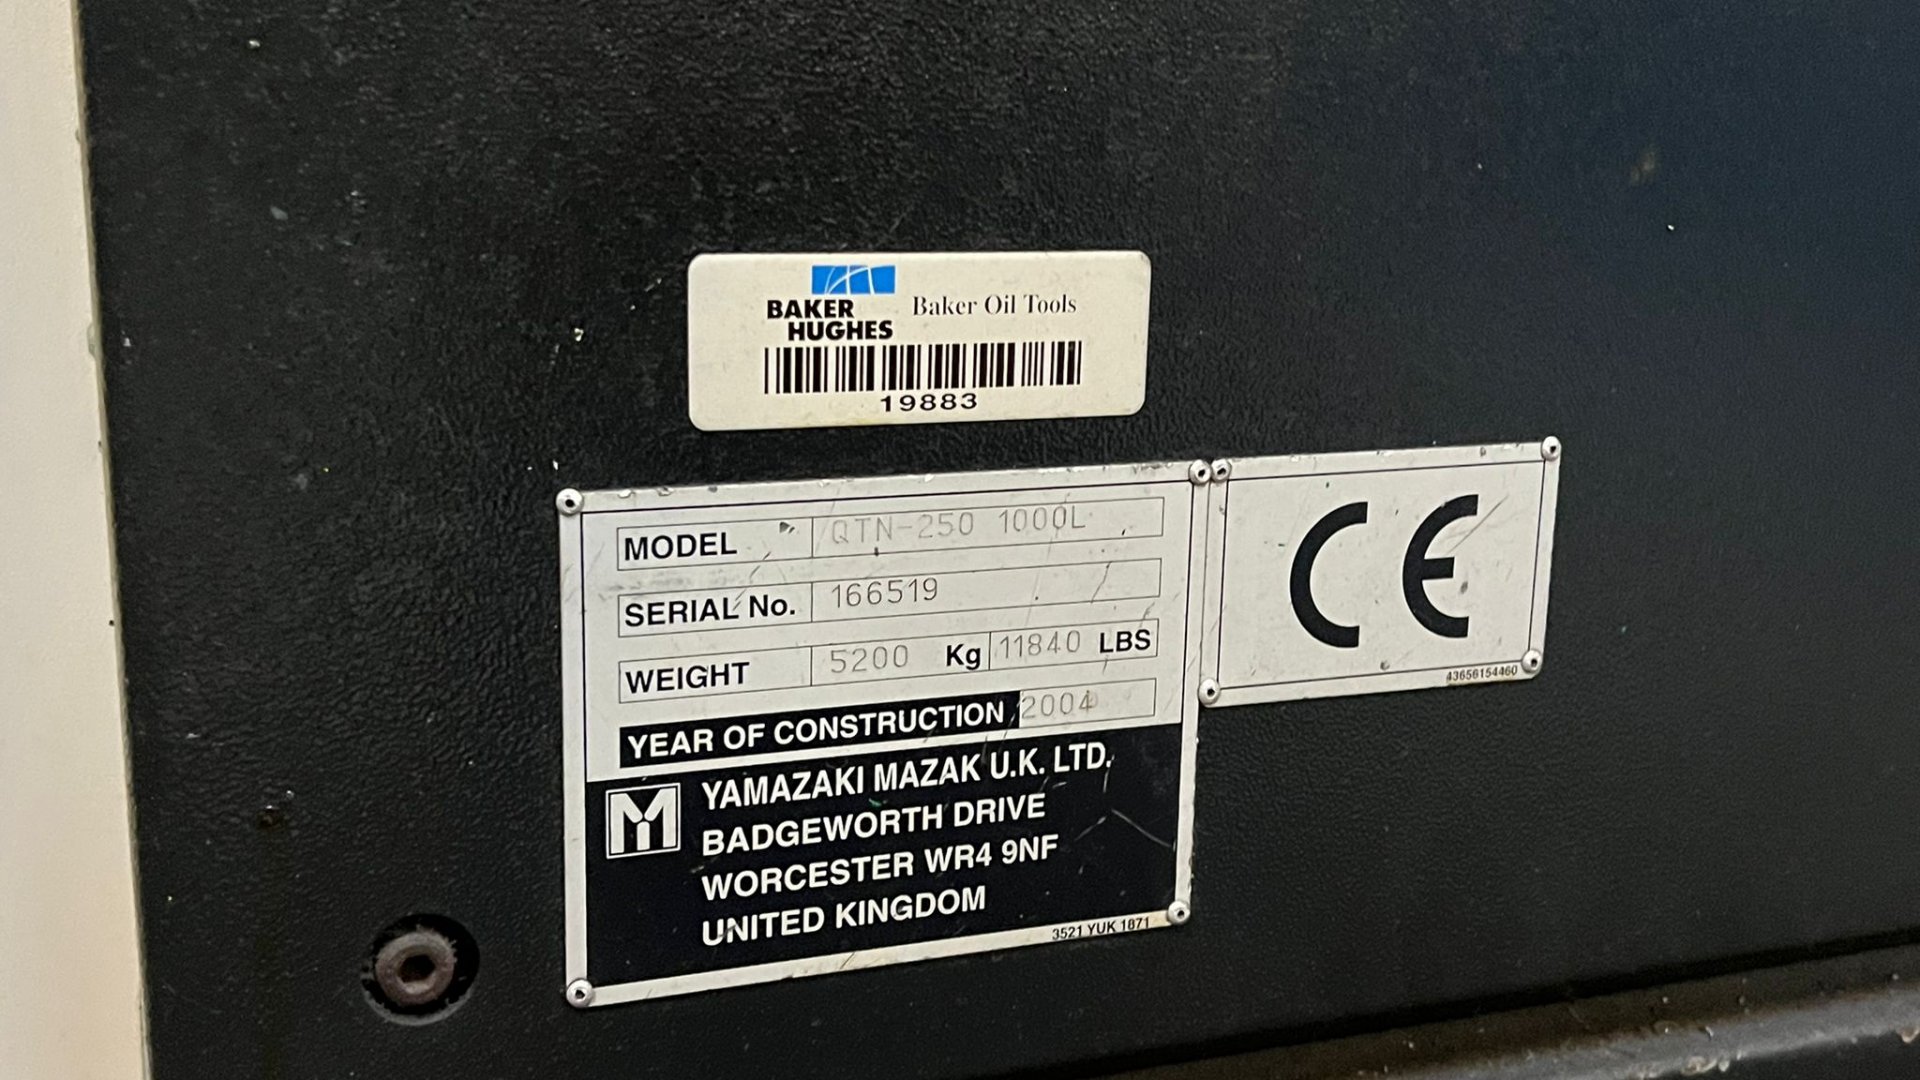 BAKER
HUGHES
Baker Oil Tools
19883
MODEL QTN-250 1000L
SERIAL No. 166519
WEIGHT 5200 Kg 11840 LBS
YEAR OF CONSTRUCTION 2004
YAMAZAKI MAZAK U.K. LTD.
BADGEWORTH DRIVE
WORCESTER WR4 9NF
UNITED KINGDOM
3521 YUK 1871
CE
43656154460